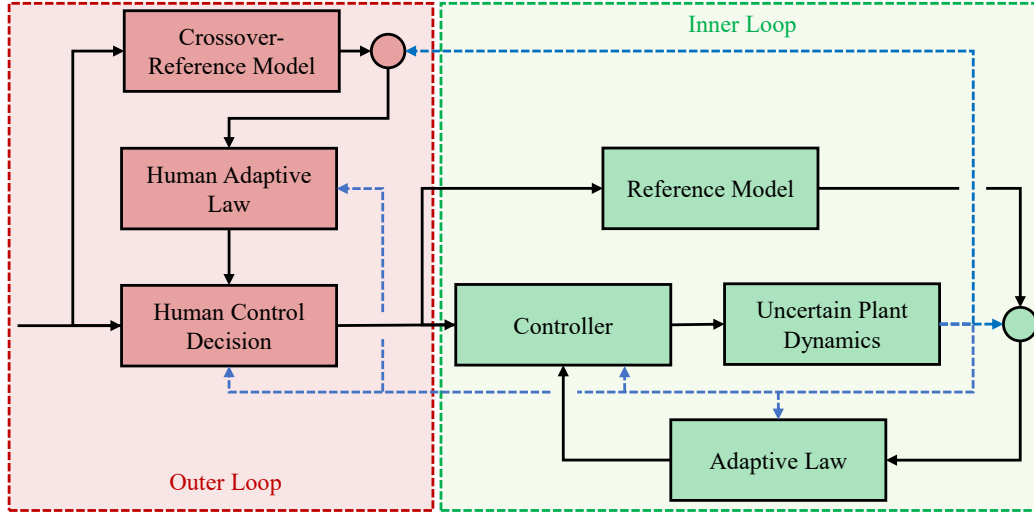 Crossover-
Reference Model
Inner Loop
Human Adaptive
Law
Reference Model
Human Control
Decision
Controller
Uncertain Plant
Dynamics
Adaptive Law
Outer Loop